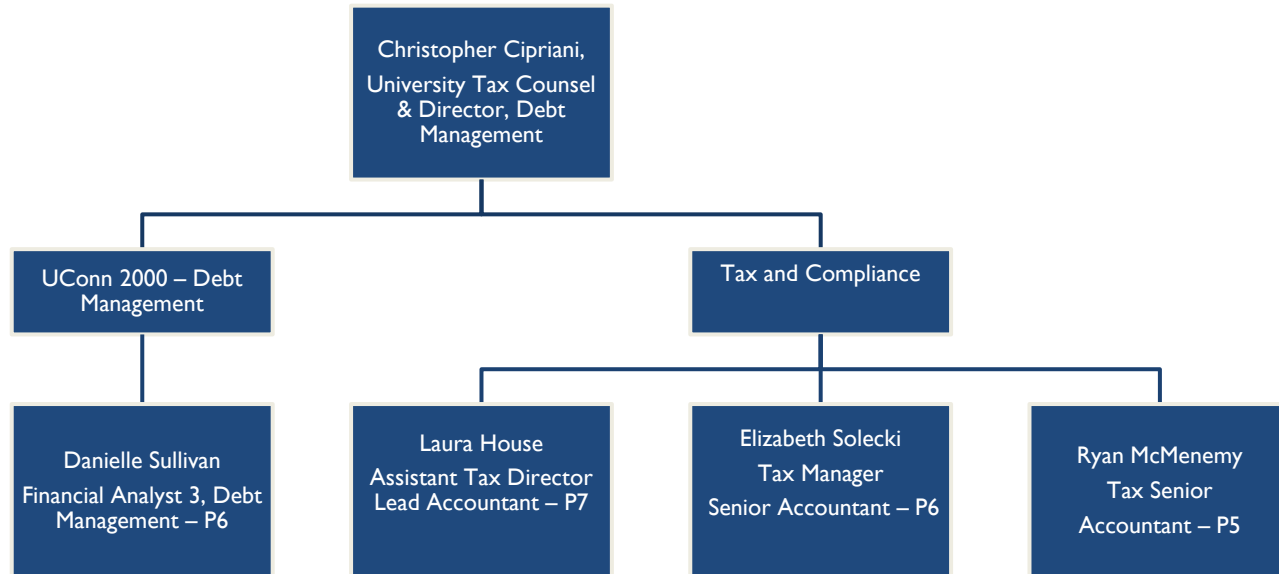 Christopher Cipriani,
University Tax Counsel
& Director, Debt
Management
UConn 2000 – Debt
Management
Tax and Compliance
Danielle Sullivan
Financial Analyst 3, Debt
Management – P6
Laura House
Assistant Tax Director
Lead Accountant – P7
Elizabeth Solecki
Tax Manager
Senior Accountant – P6
Ryan McMenemy
Tax Senior
Accountant – P5